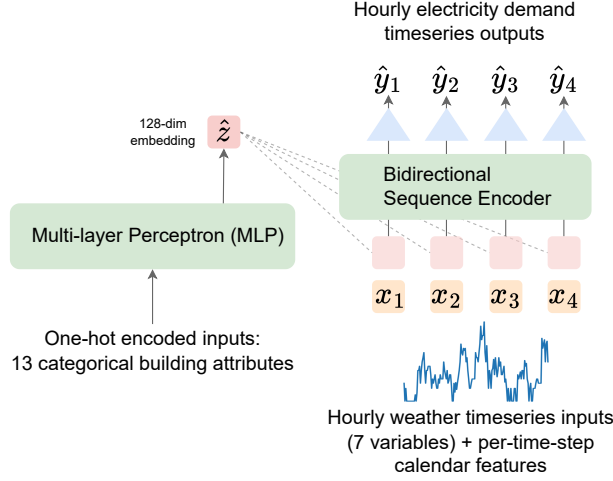 Hourly electricity demand
timeseries outputs
ŷ₁ ŷ₂ ŷ₃ ŷ₄
128-dim
embedding
ẑ
Bidirectional
Sequence Encoder
Multi-layer Perceptron (MLP)
x₁ x₂ x₃ x₄
One-hot encoded inputs:
13 categorical building attributes
Hourly weather timeseries inputs
(7 variables) + per-time-step
calendar features